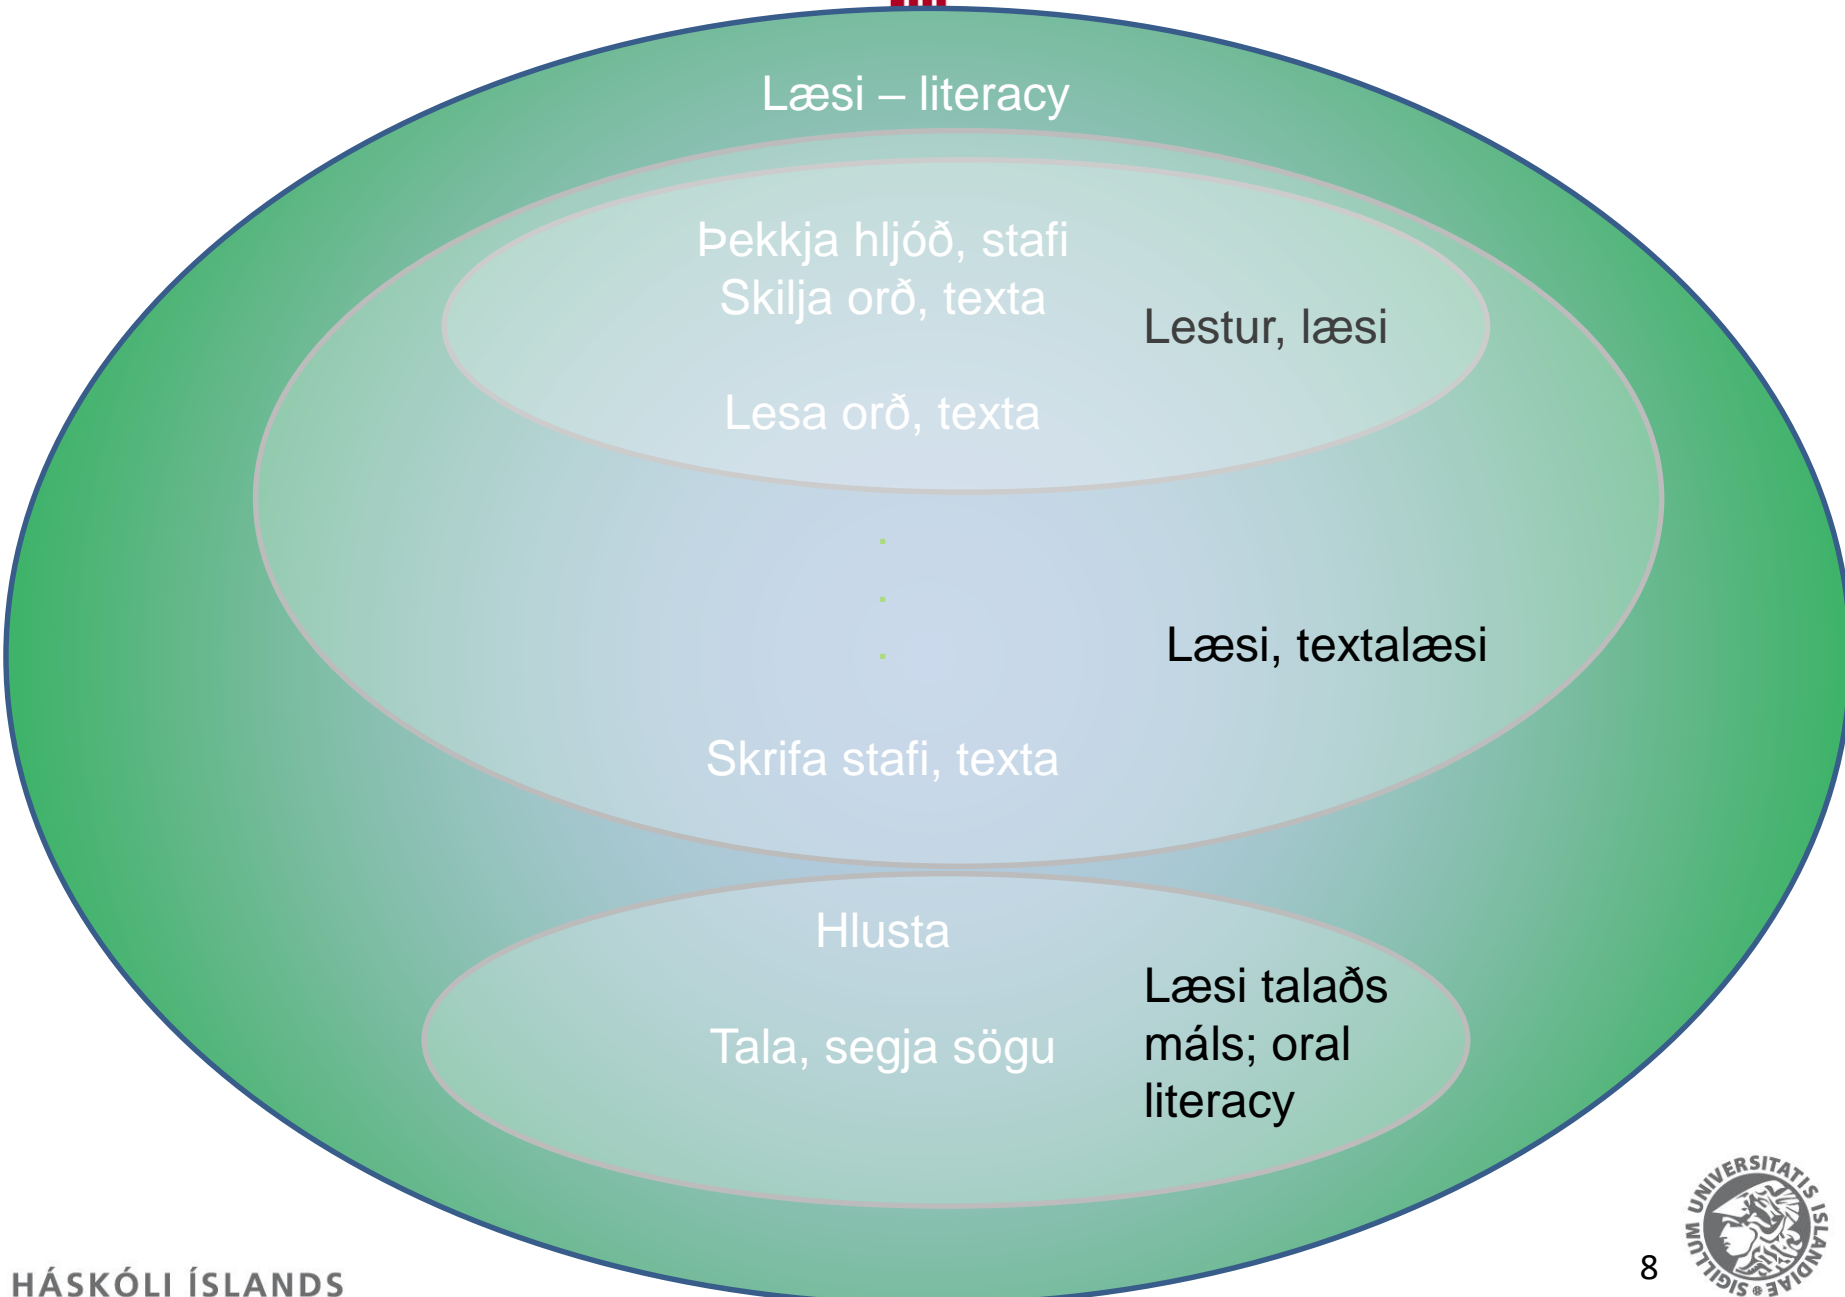 Læsi – literacy
Þekkja hljóð, stafi
Skilja orð, texta
Lestur, læsi
Lesa orð, texta
.
.
.
Læsi, textalæsi
Skrifa stafi, texta
Hlusta
Læsi talaðs
máls; oral
literacy
Tala, segja sögu
HÁSKÓLI ÍSLANDS
8
SIGILLUM UNIVERSITATIS ISLANDIAE